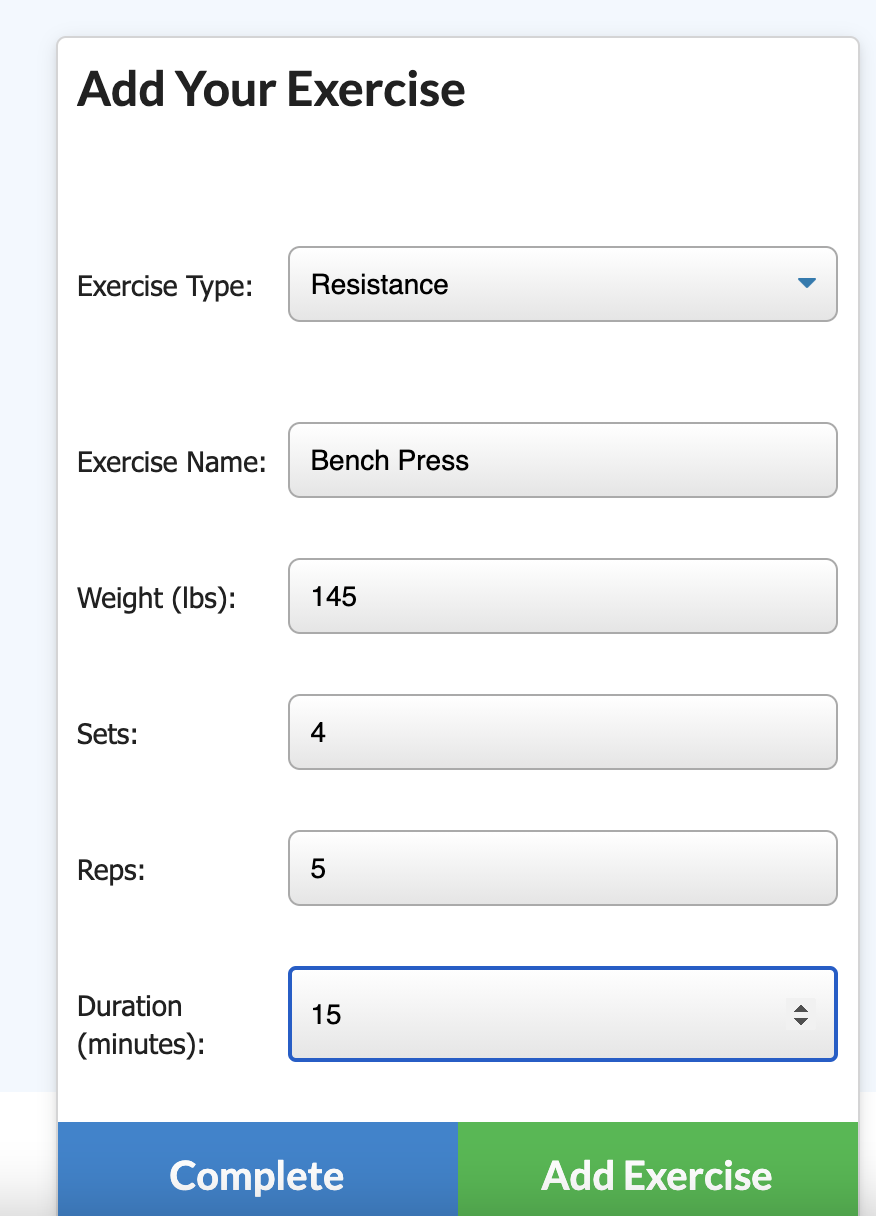 Add Your Exercise
Exercise Type: Resistance
Exercise Name: Bench Press
Weight (lbs): 145
Sets: 4
Reps: 5
Duration
(minutes): 15
Complete Add Exercise